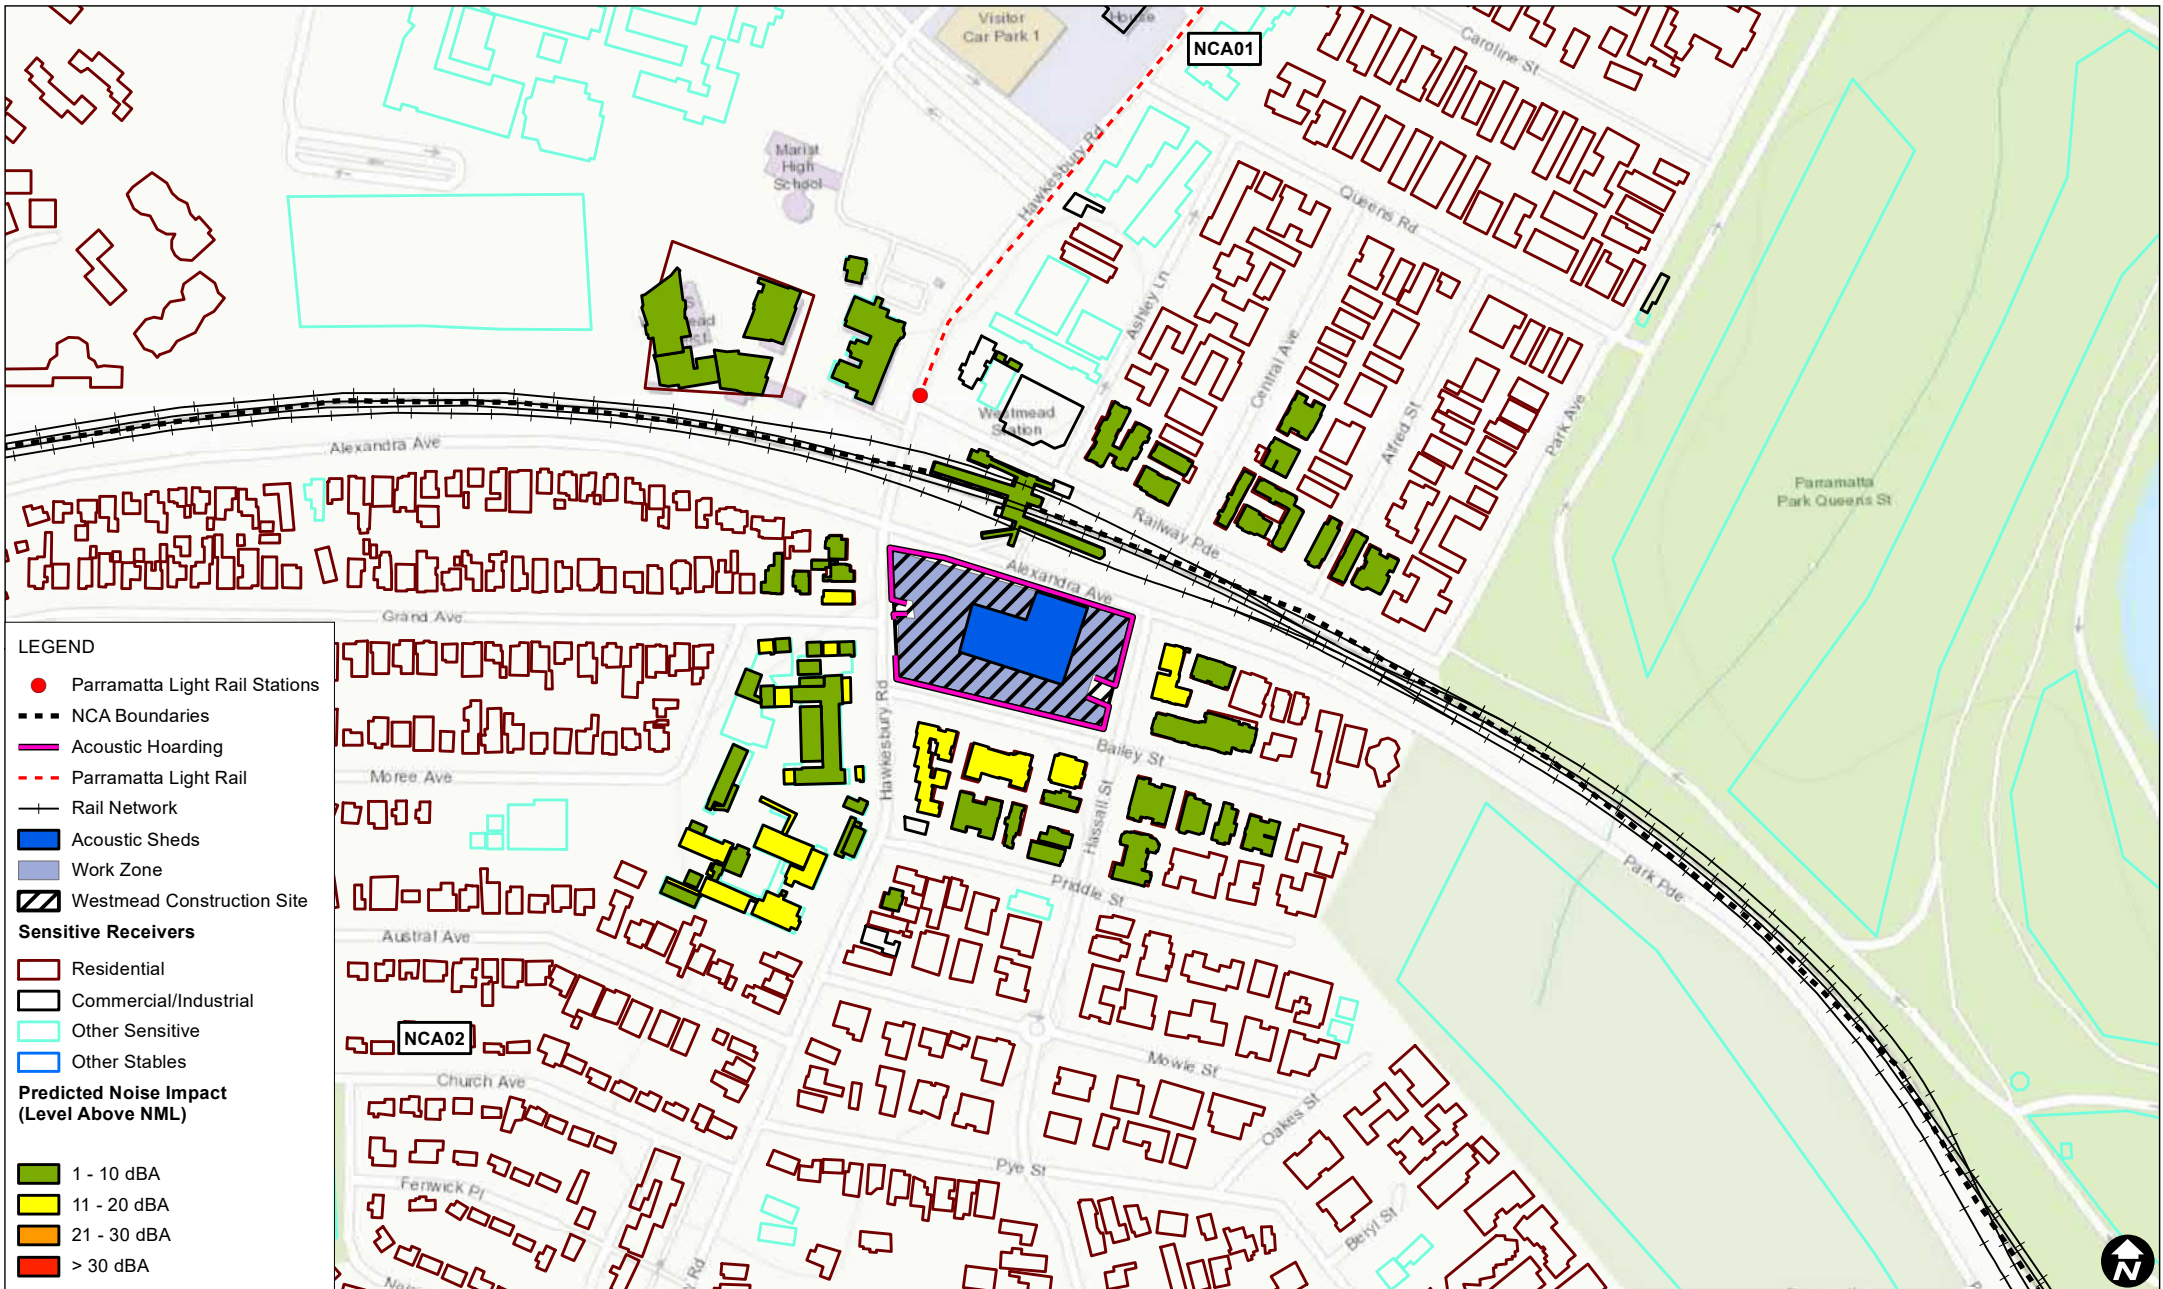 Visitor
Car Park 1
House
NCA01
Caroline St
Marist
High
School
Hawkesbury Rd
Queens Rd
Ashley Ln
Central Ave
Alfred St
Park Ave
Westmead
Station
Parramatta
Park Queens St
Alexandra Ave
Railway Pde
Alexandra Ave
Grand Ave
Hawkesbury Rd
Bailey St
Moree Ave
Hassall St
Priddle St
Park Pde
Austral Ave
NCA02
Mowle St
Church Ave
Oakes St
Pye St
Fenwick Pl
Beryl St
y Rd
LEGEND
Parramatta Light Rail Stations
NCA Boundaries
Acoustic Hoarding
Parramatta Light Rail
Rail Network
Acoustic Sheds
Work Zone
Westmead Construction Site
Sensitive Receivers
Residential
Commercial/Industrial
Other Sensitive
Other Stables
Predicted Noise Impact
(Level Above NML)
1 - 10 dBA
11 - 20 dBA
21 - 30 dBA
> 30 dBA
N